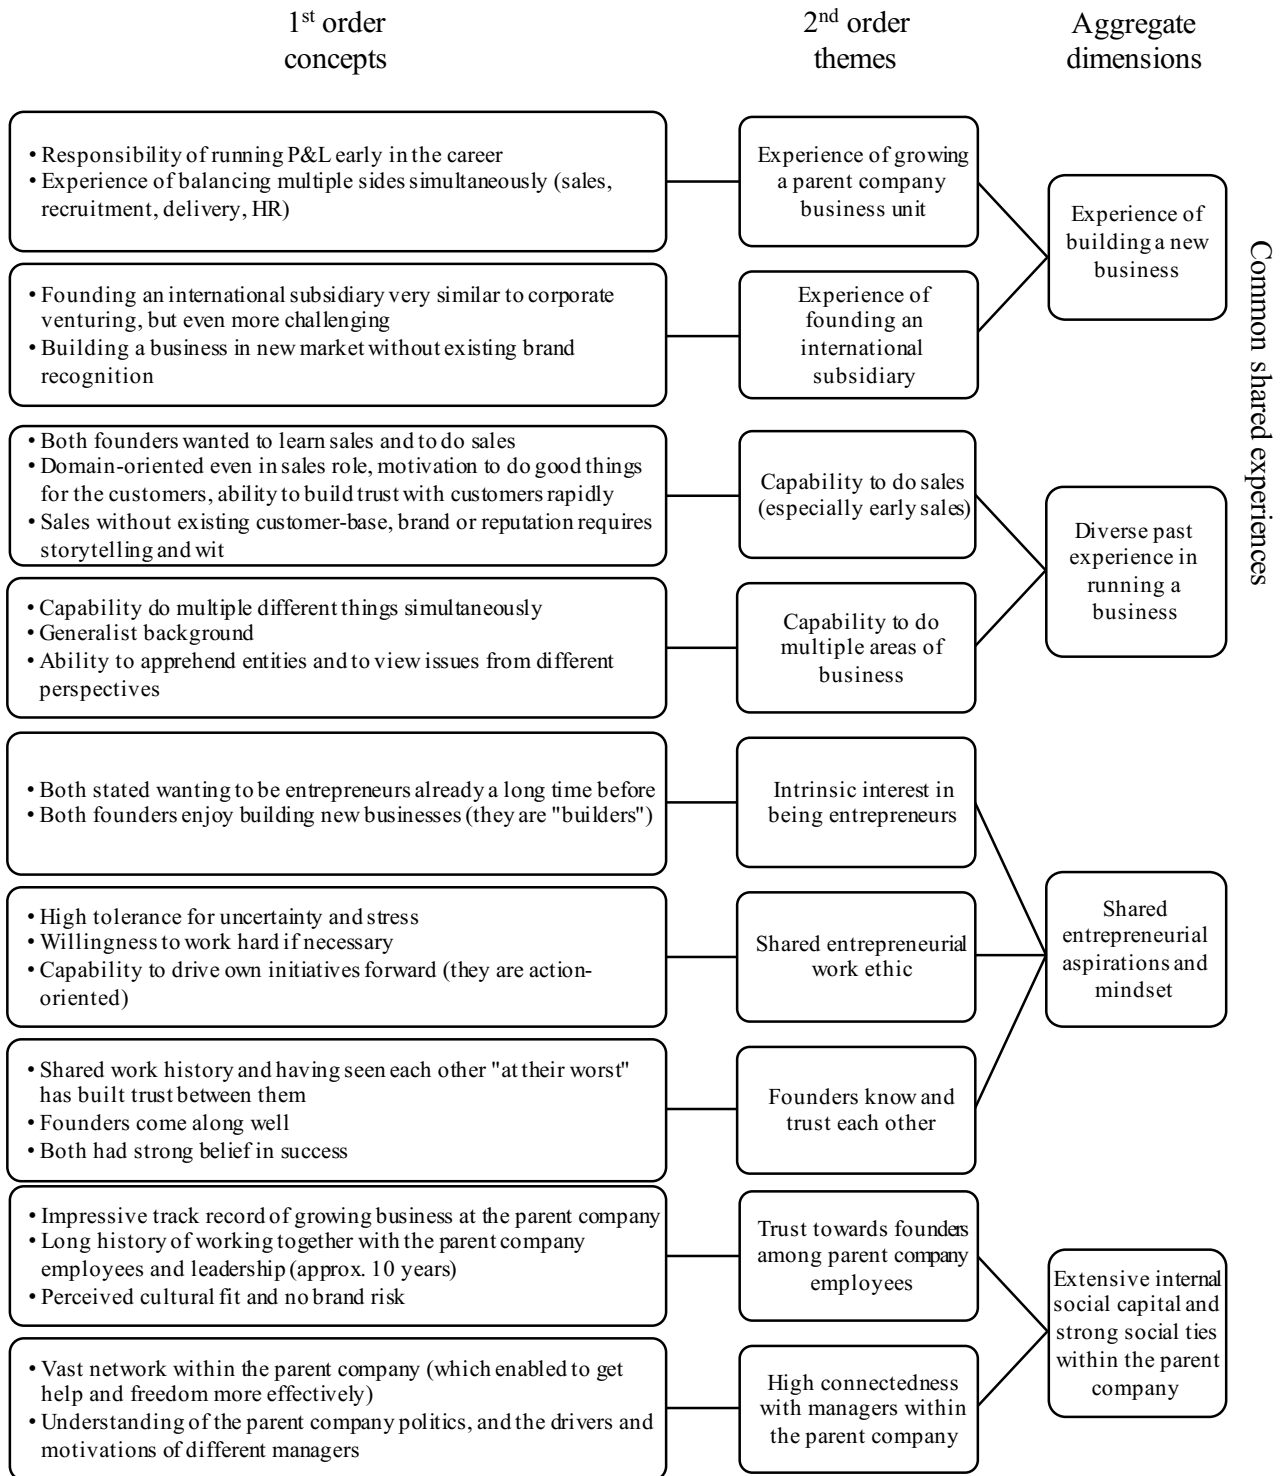 1st order
concepts
2nd order
themes
Aggregate
dimensions
• Responsibility of running P&L early in the career
• Experience of balancing multiple sides simultaneously (sales,
recruitment, delivery, HR)
Experience of growing
a parent company
business unit
Experience of
building a new
business
• Founding an international subsidiary very similar to corporate
venturing, but even more challenging
• Building a business in new market without existing brand
recognition
Experience of
founding an
international
subsidiary
Common shared experiences
• Both founders wanted to learn sales and to do sales
• Domain-oriented even in sales role, motivation to do good things
for the customers, ability to build trust with customers rapidly
• Sales without existing customer-base, brand or reputation requires
storytelling and wit
Capability to do sales
(especially early sales)
Diverse past
experience in
running a
business
• Capability do multiple different things simultaneously
• Generalist background
• Ability to apprehend entities and to view issues from different
perspectives
Capability to do
multiple areas of
business
• Both stated wanting to be entrepreneurs already a long time before
• Both founders enjoy building new businesses (they are "builders")
Intrinsic interest in
being entrepreneurs
• High tolerance for uncertainty and stress
• Willingness to work hard if necessary
• Capability to drive own initiatives forward (they are action-
oriented)
Shared entrepreneurial
work ethic
Shared
entrepreneurial
aspirations and
mindset
• Shared work history and having seen each other "at their worst"
has built trust between them
• Founders come along well
• Both had strong belief in success
Founders know and
trust each other
• Impressive track record of growing business at the parent company
• Long history of working together with the parent company
employees and leadership (approx. 10 years)
• Perceived cultural fit and no brand risk
Trust towards founders
among parent company
employees
Extensive internal
social capital and
strong social ties
within the parent
company
• Vast network within the parent company (which enabled to get
help and freedom more effectively)
• Understanding of the parent company politics, and the drivers and
motivations of different managers
High connectedness
with managers within
the parent company